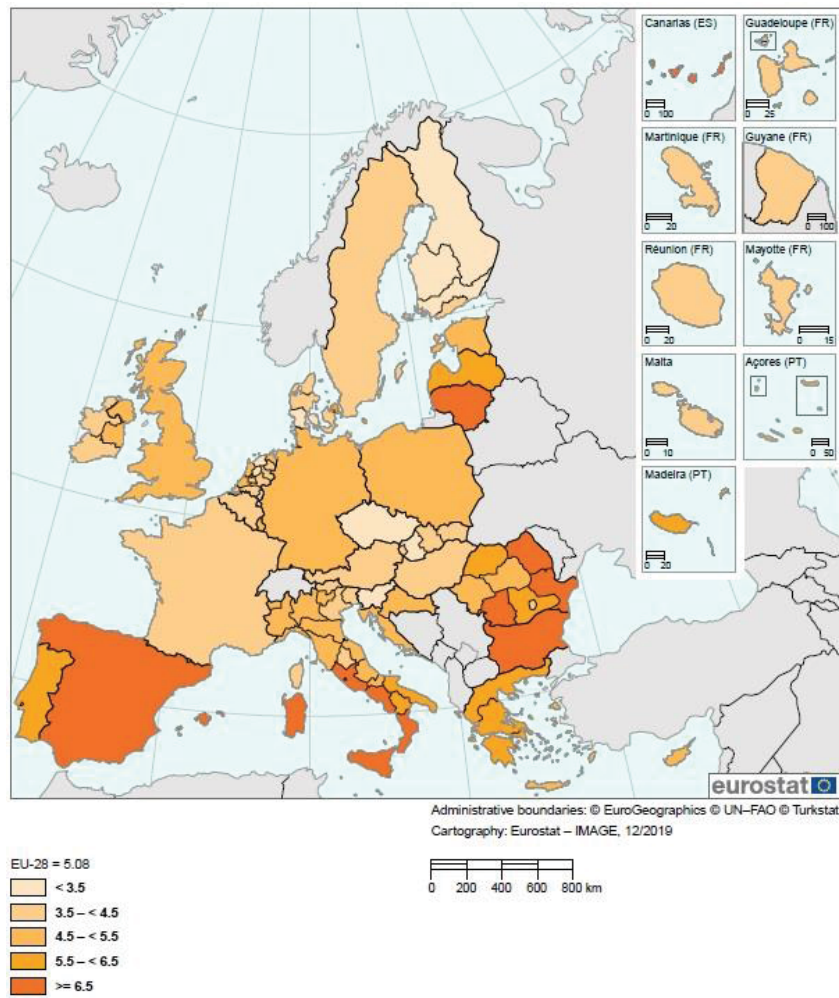 Canarias (ES)
0 100
Guadeloupe (FR)
0 25
Martinique (FR)
0 20
Guyane (FR)
0 100
Réunion (FR)
0 20
Mayotte (FR)
0 15
Malta
0 10
Açores (PT)
0 50
Madeira (PT)
0 20
eurostat
Administrative boundaries: © EuroGeographics © UN–FAO © Turkstat
Cartography: Eurostat – IMAGE, 12/2019
EU-28 = 5.08
0 200 400 600 800 km
< 3.5
3.5 – < 4.5
4.5 – < 5.5
5.5 – < 6.5
>= 6.5